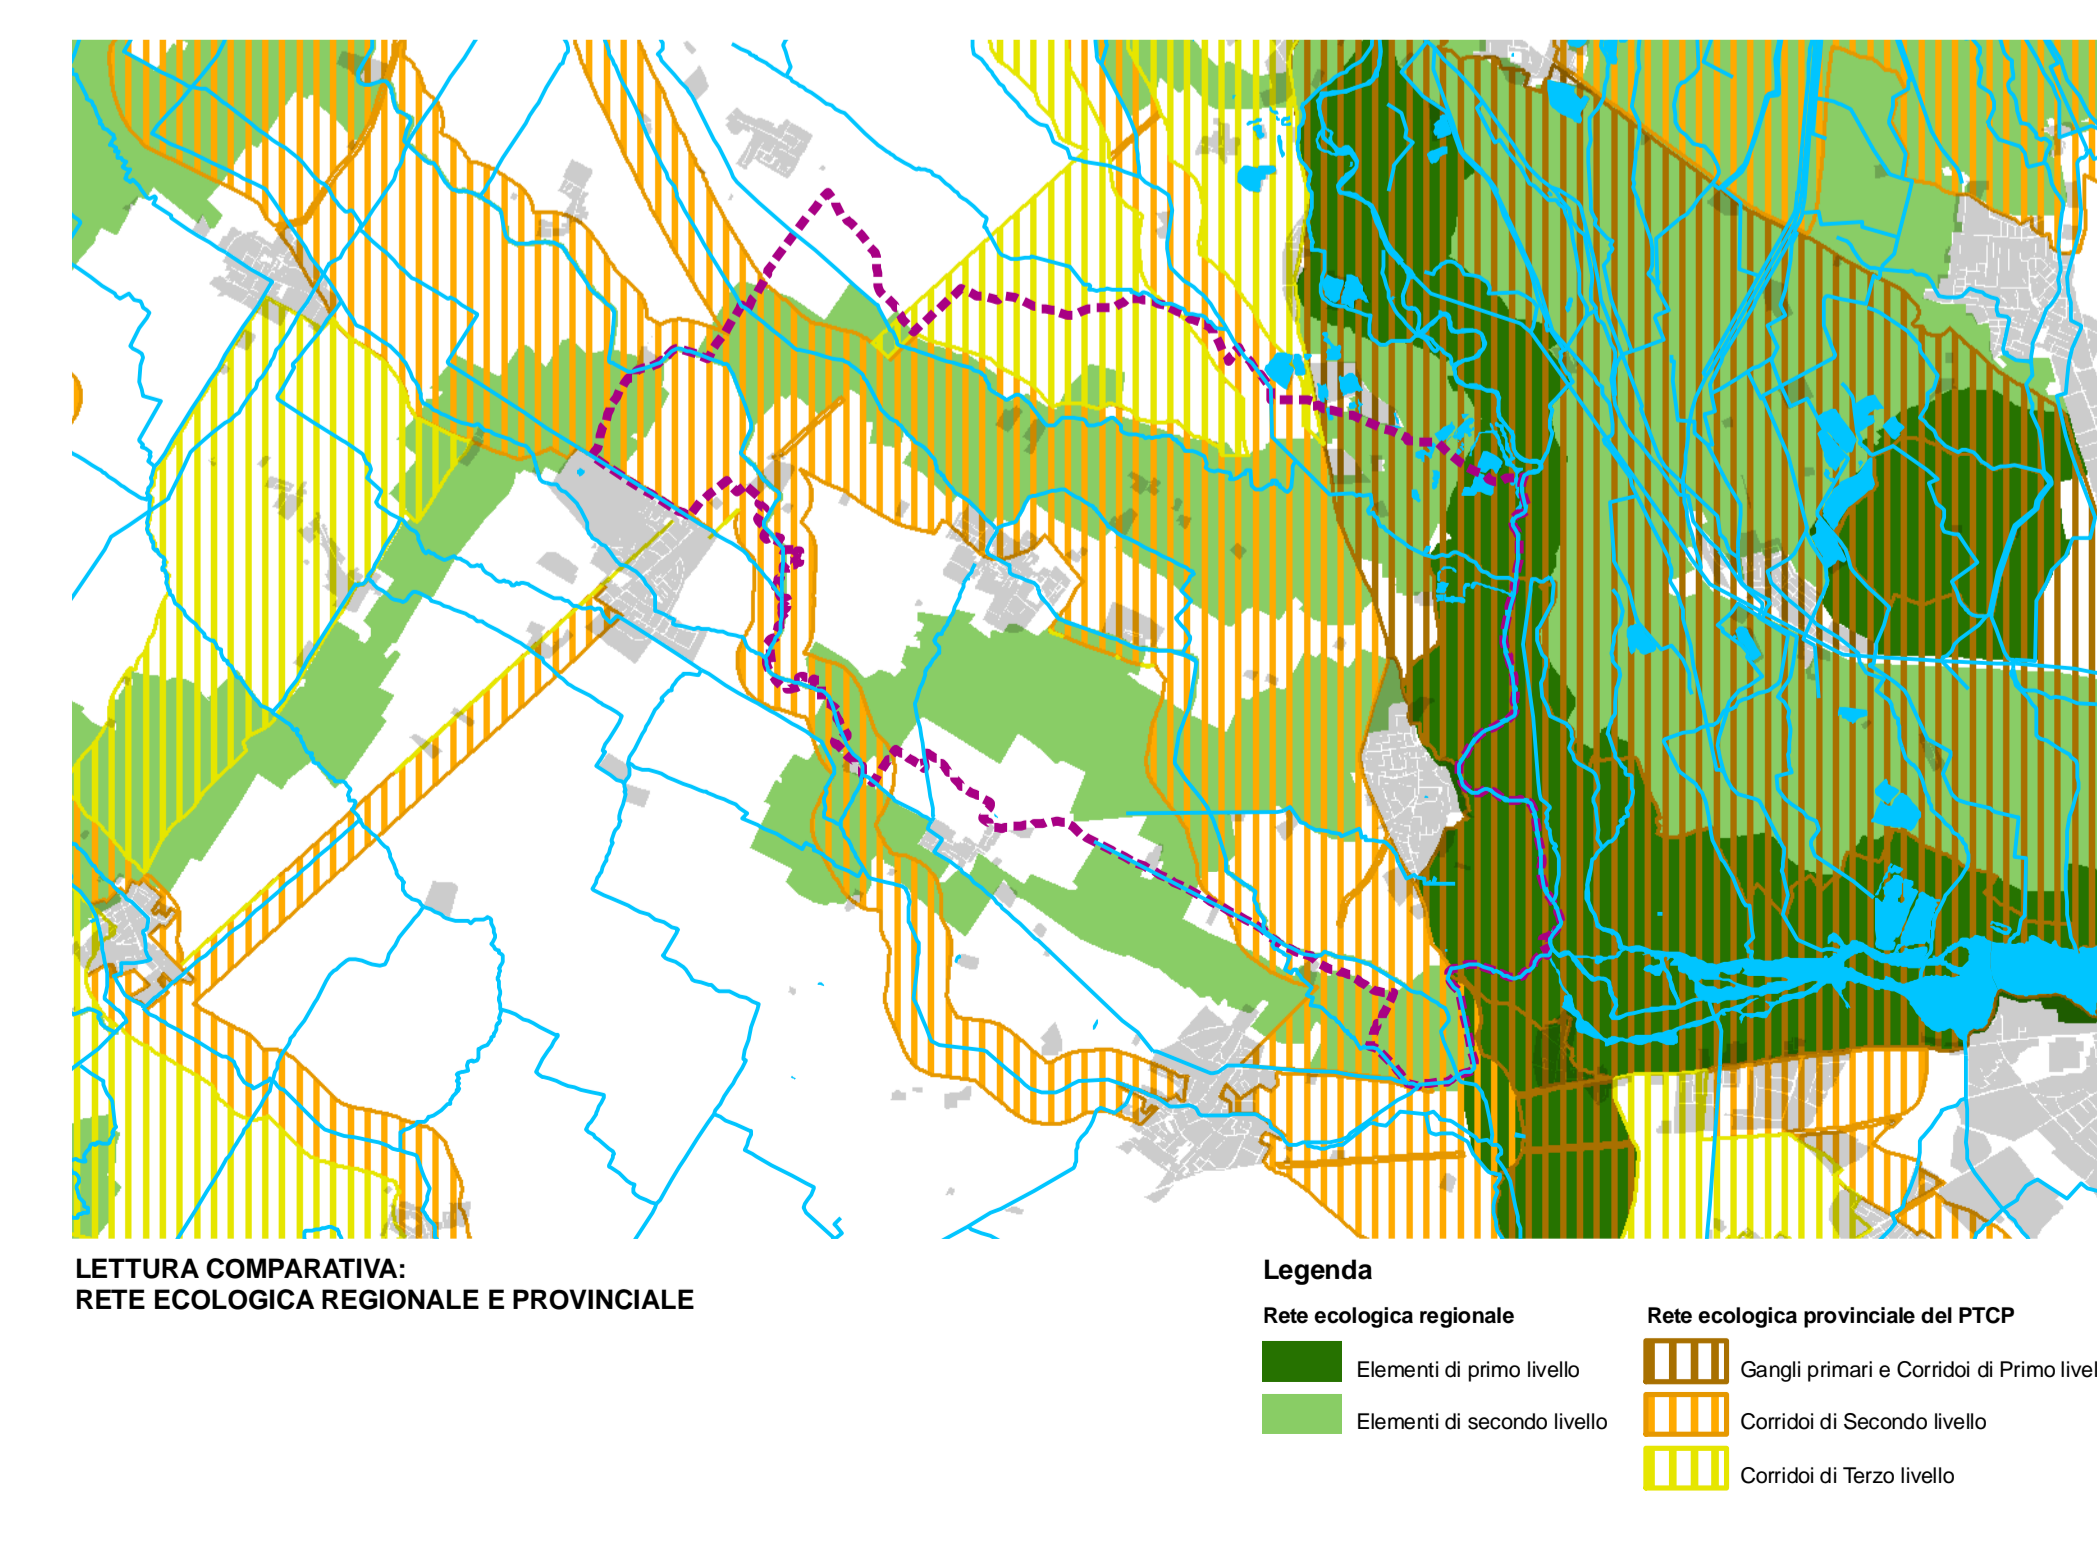 LETTURA COMPARATIVA:
RETE ECOLOGICA REGIONALE E PROVINCIALE
Legenda
Rete ecologica regionale
Elementi di primo livello
Elementi di secondo livello
Rete ecologica provinciale del PTCP
Gangli primari e Corridoi di Primo livel
Corridoi di Secondo livello
Corridoi di Terzo livello